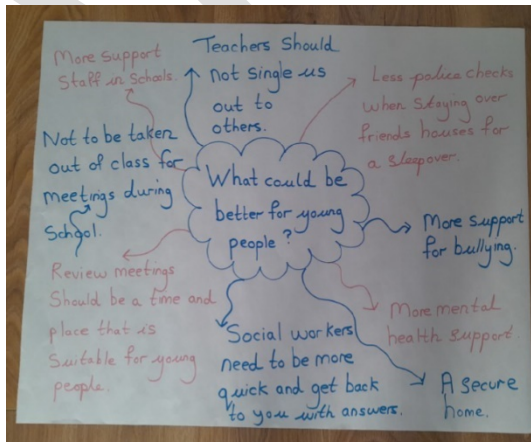 What could be
better for young
people?
Teachers Should
not single us
out to
others.
Less police checks
when staying over
friends houses for
a sleepover.
More support
for bullying.
More mental
health support.
A secure
home.
Social workers
need to be more
quick and get back
to you with answers.
Review meetings
Should be a time and
place that is
Suitable for young
people.
Not to be taken
out of class for
meetings during
School.
More support
Staff in Schools.